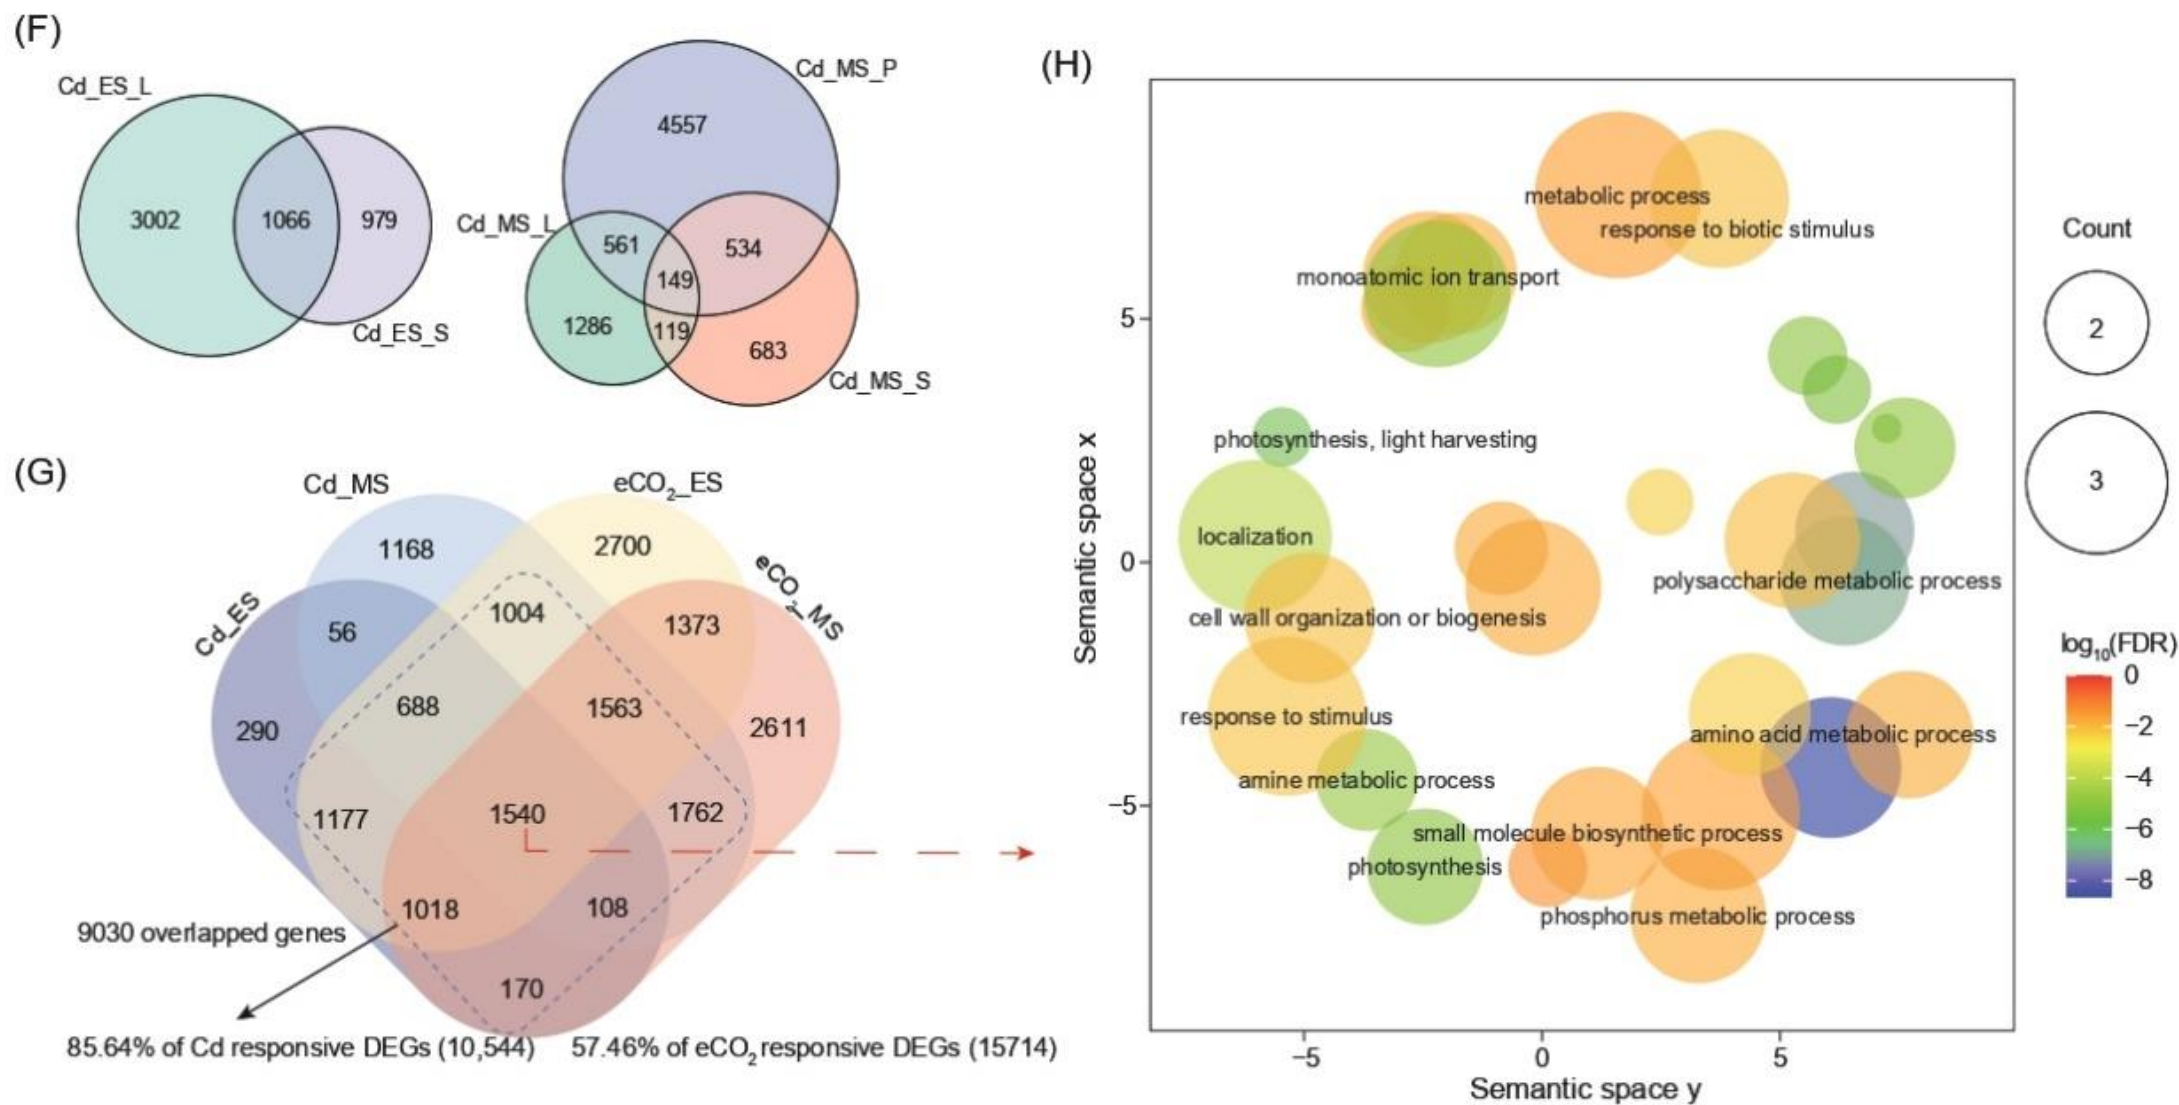 (F)
Cd_ES_L
3002
1066
979
Cd_ES_S
Cd_MS_P
4557
Cd_MS_L
561
534
149
1286
119
683
Cd_MS_S
(G)
Cd_MS
eCO2_ES
Cd_ES
eCO2_MS
1168
2700
56
1004
1373
290
688
1563
2611
1177
1540
1762
1018
108
170
9030 overlapped genes
85.64% of Cd responsive DEGs (10,544)
57.46% of eCO2 responsive DEGs (15714)
(H)
metabolic process
response to biotic stimulus
monoatomic ion transport
photosynthesis, light harvesting
localization
polysaccharide metabolic process
cell wall organization or biogenesis
response to stimulus
amino acid metabolic process
amine metabolic process
small molecule biosynthetic process
photosynthesis
phosphorus metabolic process
Semantic space x
5
0
−5
−5
0
5
Semantic space y
Count
2
3
log10(FDR)
0
−2
−4
−6
−8